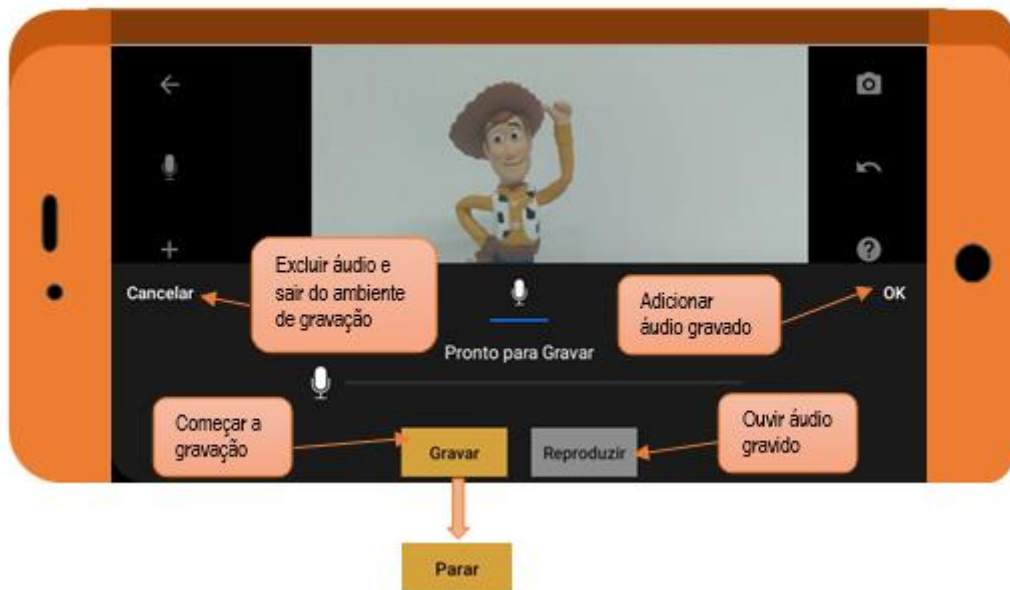 Excluir áudio e
sair do ambiente
de gravação
Cancelar
Adicionar
áudio gravado
OK
Pronto para Gravar
Começar a
gravação
Ouvir áudio
gravido
Gravar
Reproduzir
Parar